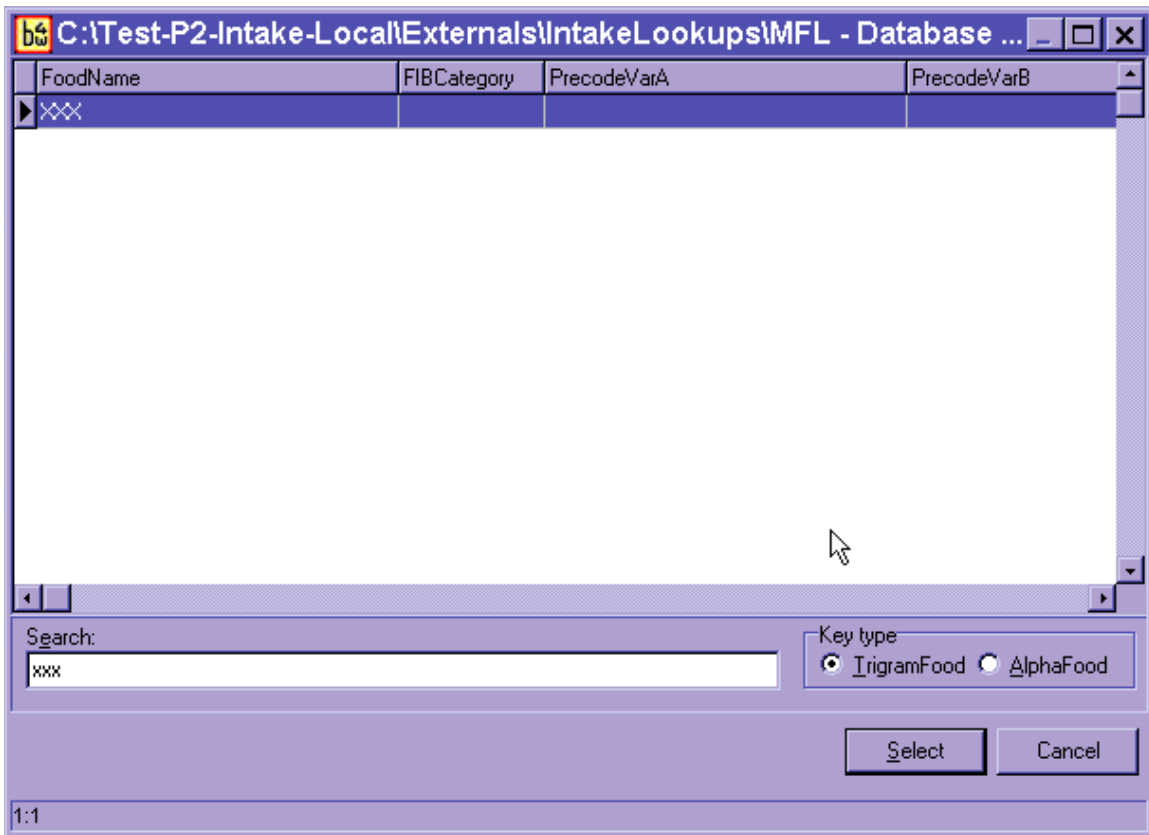 b4w C:\Test-P2-Intake-Local\Externals\IntakeLookups\MFL - Database ...
FoodName FIBCategory PrecodeVarA PrecodeVarB
XXX
Search:
xxx
Key type
TrigramFood AlphaFood
Select Cancel
1:1